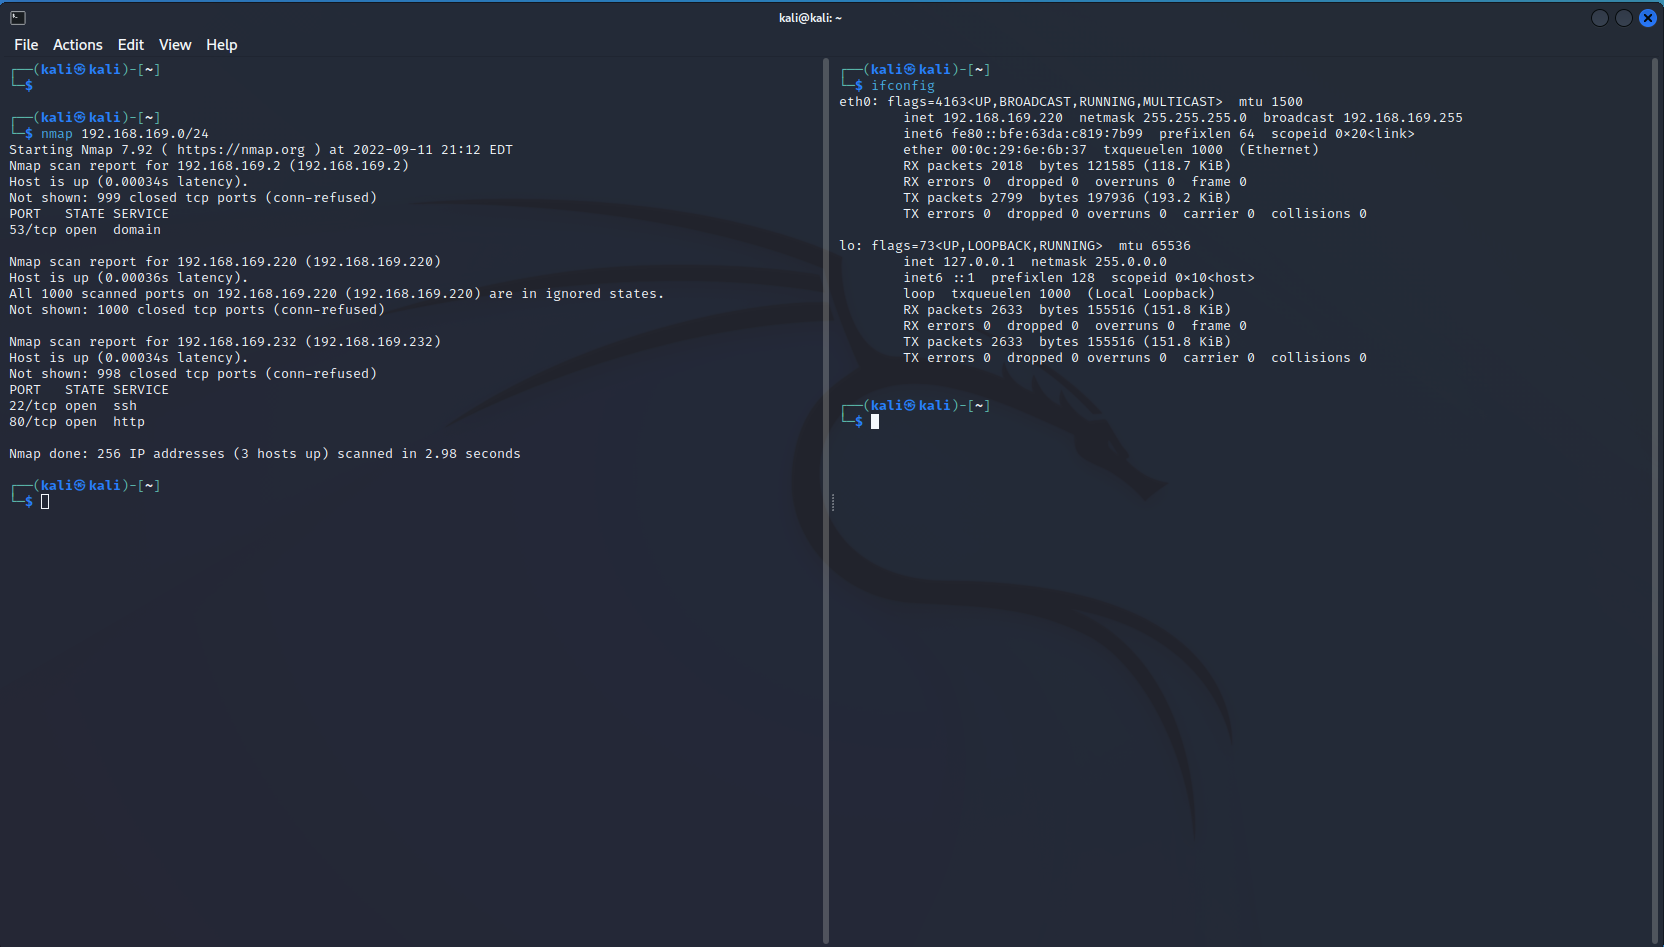 kali@kali: ~
File Actions Edit View Help
┌──(kali㉿kali)-[~]
└─$
┌──(kali㉿kali)-[~]
└─$ nmap 192.168.169.0/24
Starting Nmap 7.92 ( https://nmap.org ) at 2022-09-11 21:12 EDT
Nmap scan report for 192.168.169.2 (192.168.169.2)
Host is up (0.00034s latency).
Not shown: 999 closed tcp ports (conn-refused)
PORT   STATE SERVICE
53/tcp open  domain
Nmap scan report for 192.168.169.220 (192.168.169.220)
Host is up (0.00036s latency).
All 1000 scanned ports on 192.168.169.220 (192.168.169.220) are in ignored states.
Not shown: 1000 closed tcp ports (conn-refused)
Nmap scan report for 192.168.169.232 (192.168.169.232)
Host is up (0.00034s latency).
Not shown: 998 closed tcp ports (conn-refused)
PORT   STATE SERVICE
22/tcp open  ssh
80/tcp open  http
Nmap done: 256 IP addresses (3 hosts up) scanned in 2.98 seconds
┌──(kali㉿kali)-[~]
└─$
┌──(kali㉿kali)-[~]
└─$ ifconfig
eth0: flags=4163<UP,BROADCAST,RUNNING,MULTICAST>  mtu 1500
inet 192.168.169.220  netmask 255.255.255.0  broadcast 192.168.169.255
inet6 fe80::bfe:63da:c819:7b99  prefixlen 64  scopeid 0×20<link>
ether 00:0c:29:6e:6b:37  txqueuelen 1000  (Ethernet)
RX packets 2018  bytes 121585 (118.7 KiB)
RX errors 0  dropped 0  overruns 0  frame 0
TX packets 2799  bytes 197936 (193.2 KiB)
TX errors 0  dropped 0 overruns 0  carrier 0  collisions 0
lo: flags=73<UP,LOOPBACK,RUNNING>  mtu 65536
inet 127.0.0.1  netmask 255.0.0.0
inet6 ::1  prefixlen 128  scopeid 0×10<host>
loop  txqueuelen 1000  (Local Loopback)
RX packets 2633  bytes 155516 (151.8 KiB)
RX errors 0  dropped 0  overruns 0  frame 0
TX packets 2633  bytes 155516 (151.8 KiB)
TX errors 0  dropped 0 overruns 0  carrier 0  collisions 0
┌──(kali㉿kali)-[~]
└─$